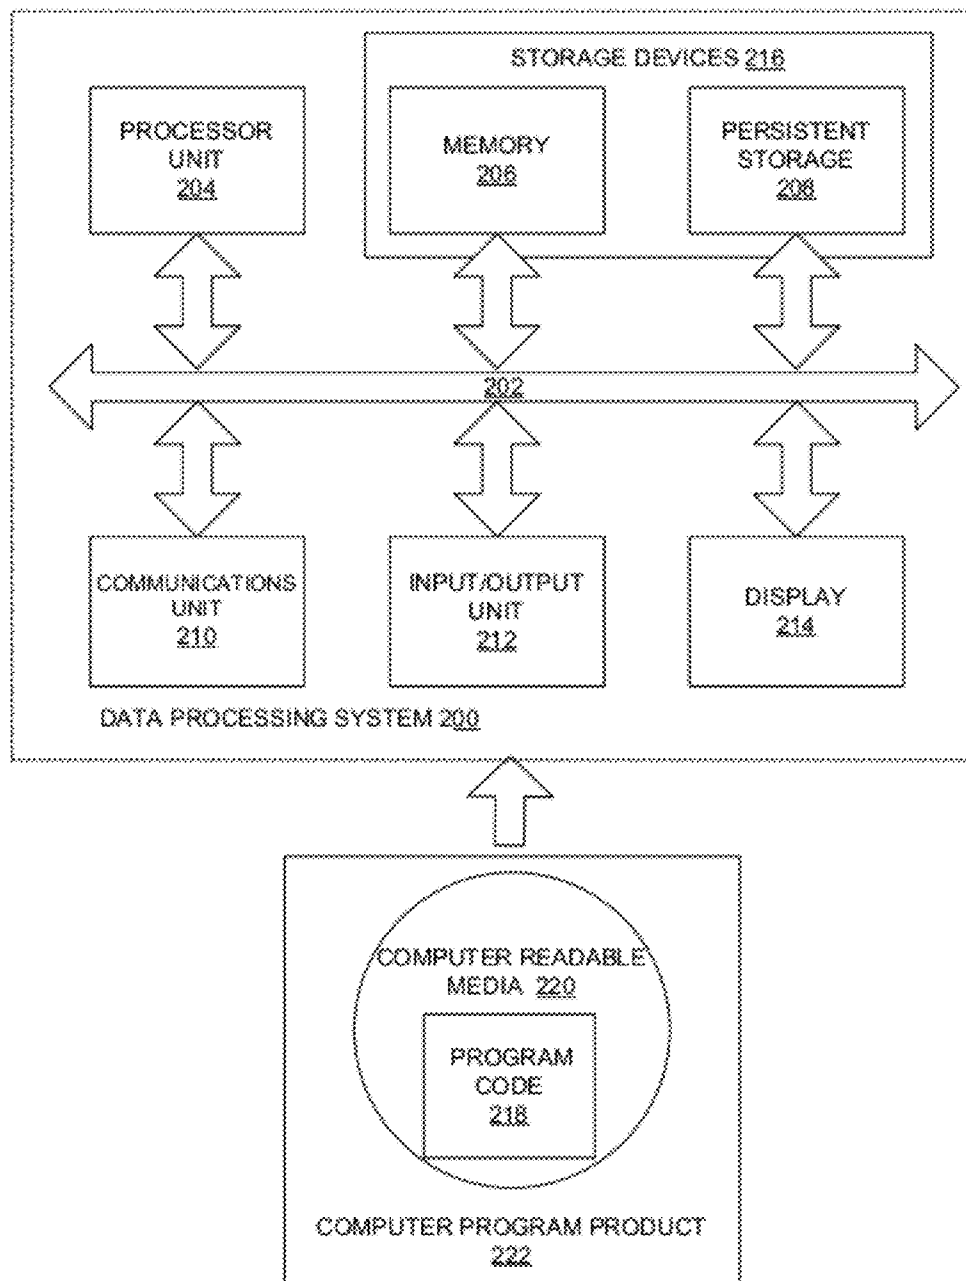 STORAGE DEVICES 216
PROCESSOR
UNIT
204
MEMORY
206
PERSISTENT
STORAGE
208
202
COMMUNICATIONS
UNIT
210
INPUT/OUTPUT
UNIT
212
DISPLAY
214
DATA PROCESSING SYSTEM 200
COMPUTER READABLE
MEDIA 220
PROGRAM
CODE
218
COMPUTER PROGRAM PRODUCT
222